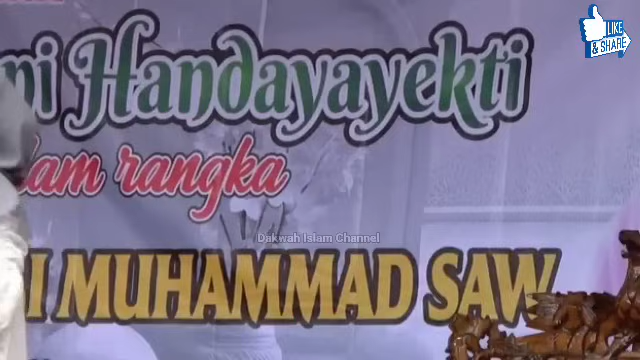 LIKE
& SHARE
Handayayekti
rangka
Dakwah Islam Channel
MUHAMMAD SAW